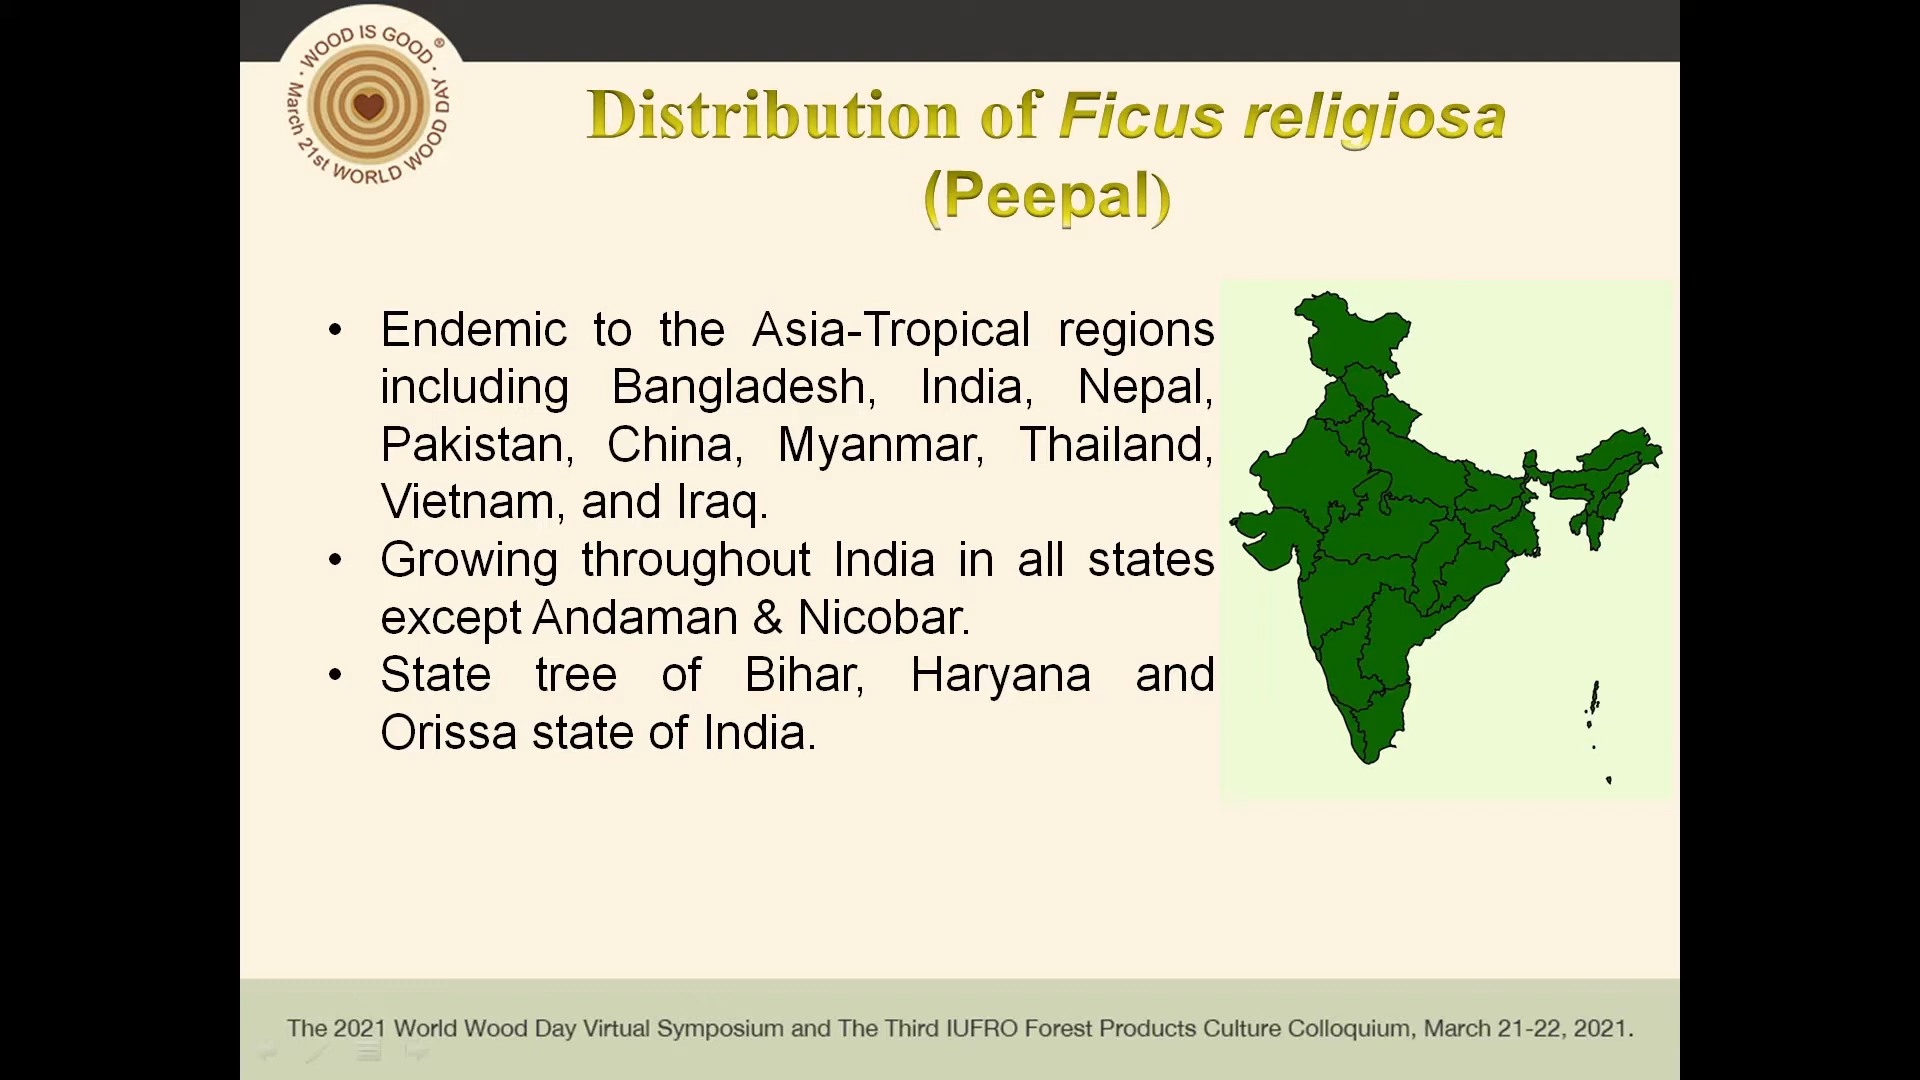 WOOD IS GOOD ®
March 21st WORLD WOOD DAY
Distribution of Ficus religiosa
(Peepal)
• Endemic to the Asia-Tropical regions
including Bangladesh, India, Nepal,
Pakistan, China, Myanmar, Thailand,
Vietnam, and Iraq.
• Growing throughout India in all states
except Andaman & Nicobar.
• State tree of Bihar, Haryana and
Orissa state of India.
The 2021 World Wood Day Virtual Symposium and The Third IUFRO Forest Products Culture Colloquium, March 21-22, 2021.